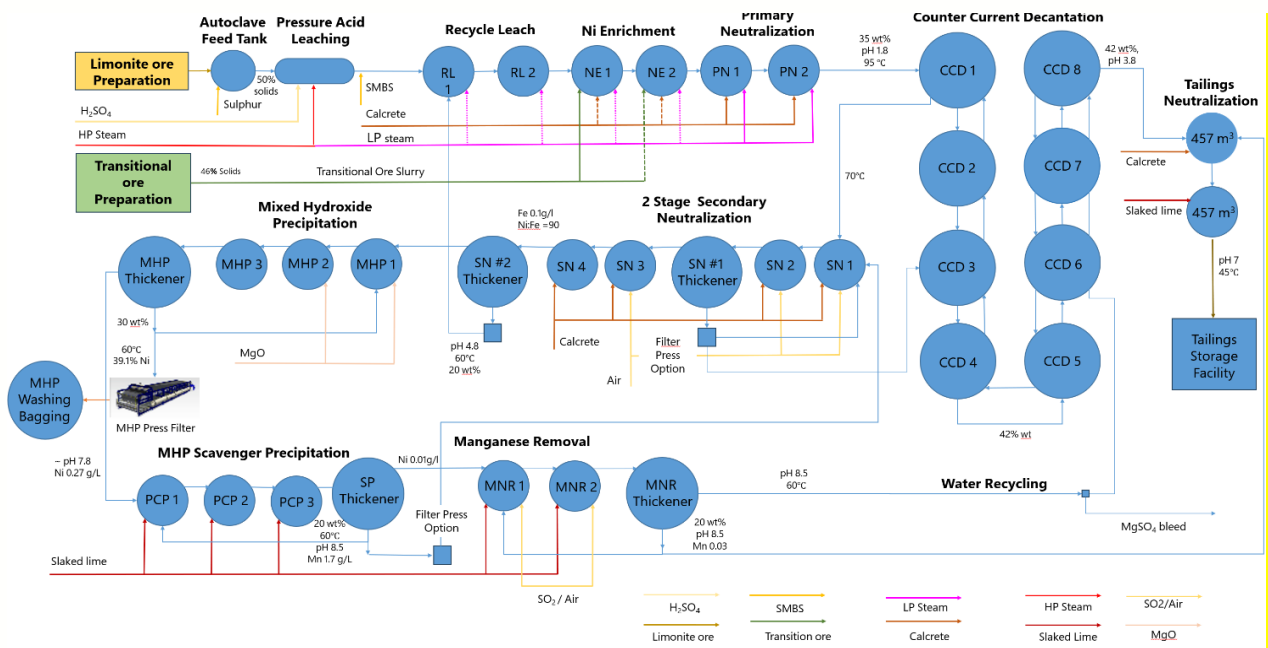 Autoclave
Feed Tank
Pressure Acid
Leaching
Recycle Leach
Ni Enrichment
Primary
Neutralization
Counter Current Decantation
Limonite ore
Preparation
50%
solids
Sulphur
H₂SO₄
HP Steam
SMBS
Calcrete
LP steam
RL
1
RL 2
NE 1
NE 2
PN 1
PN 2
35 wt%
pH 1.8
95 ℃
CCD 1
CCD 8
42 wt%,
pH 3.8
Tailings
Neutralization
457 m³
Calcrete
Slaked lime
457 m³
pH 7
45℃
Tailings
Storage
Facility
Transitional
ore
Preparation
46% Solids
Transitional Ore Slurry
70℃
CCD 2
CCD 7
CCD 3
CCD 6
CCD 4
CCD 5
42% wt
Mixed Hydroxide
Precipitation
Fe 0.1g/l
Ni:Fe =90
2 Stage Secondary
Neutralization
MHP
Thickener
MHP 3
MHP 2
MHP 1
SN #2
Thickener
SN 4
SN 3
SN #1
Thickener
SN 2
SN 1
30 wt%
60℃
39.1% Ni
MgO
pH 4.8
60℃
20 wt%
Calcrete
Air
Filter
Press
Option
MHP
Washing
Bagging
MHP Press Filter
– pH 7.8
Ni 0.27 g/L
MHP Scavenger Precipitation
PCP 1
PCP 2
PCP 3
SP
Thickener
20 wt%
60℃
pH 8.5
Mn 1.7 g/L
Ni 0.01g/l
Filter Press
Option
Manganese Removal
MNR 1
MNR 2
MNR
Thickener
20 wt%
pH 8.5
Mn 0.03
pH 8.5
60℃
Water Recycling
MgSO₄ bleed
Slaked lime
SO₂ / Air
H₂SO₄
SMBS
LP Steam
HP Steam
SO2/Air
Limonite ore
Transition ore
Calcrete
Slaked Lime
MgO